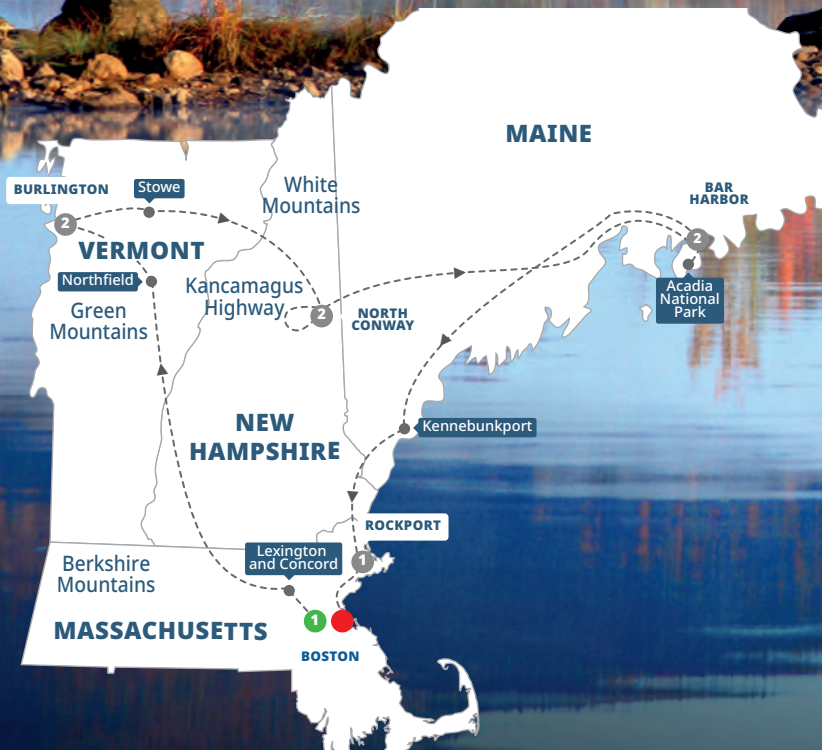 MAINE
BURLINGTON
Stowe
White
Mountains
BAR
HARBOR
2
2
VERMONT
Northfield
Kancamagus
Highway
Acadia
National
Park
Green
Mountains
2
NORTH
CONWAY
NEW
HAMPSHIRE
Kennebunkport
ROCKPORT
Lexington
and Concord
1
Berkshire
Mountains
1
MASSACHUSETTS
BOSTON